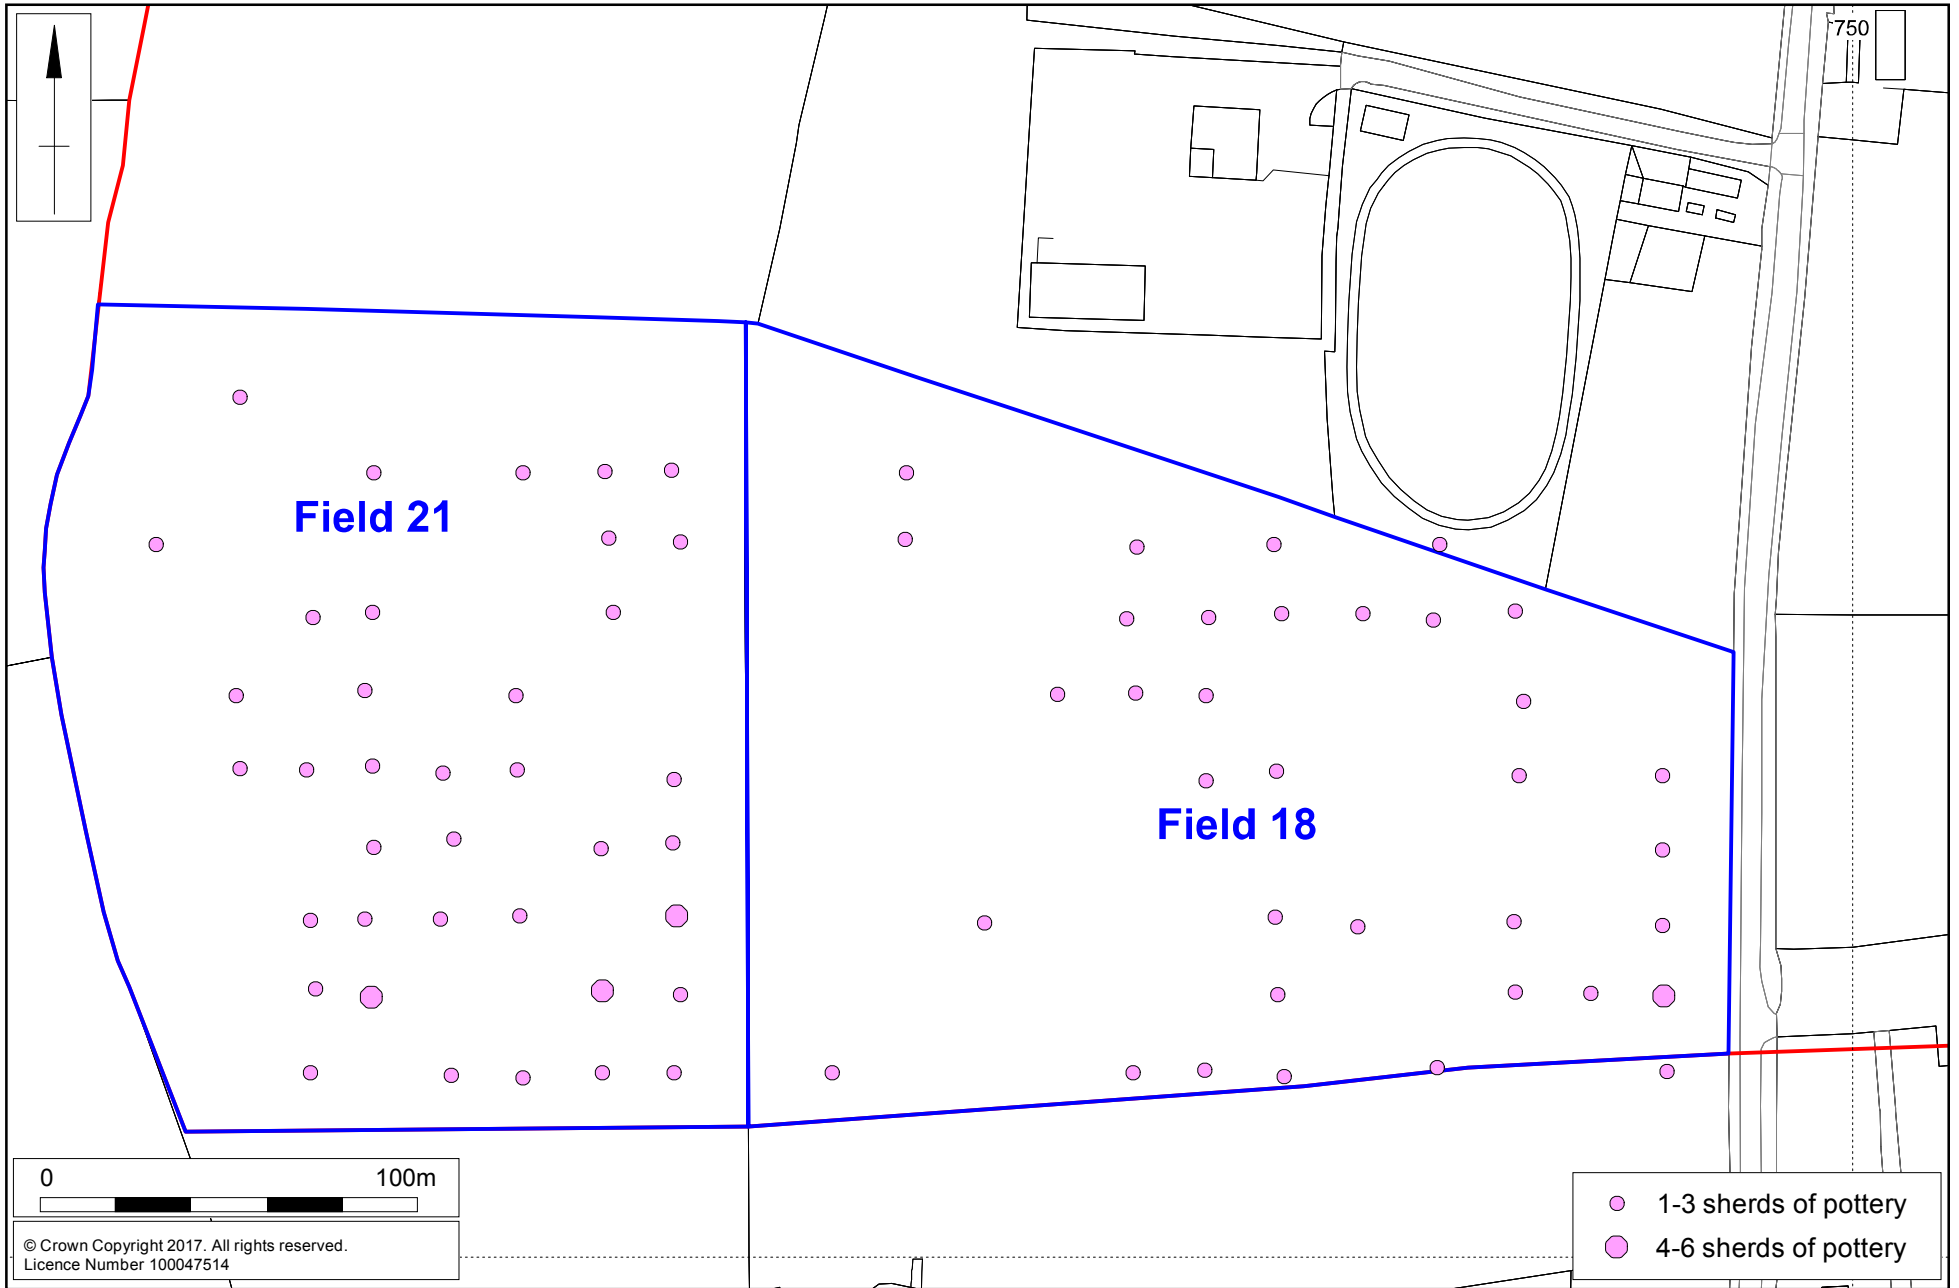 750
Field 21
Field 18
0 100m
© Crown Copyright 2017. All rights reserved.
Licence Number 100047514
1-3 sherds of pottery
4-6 sherds of pottery